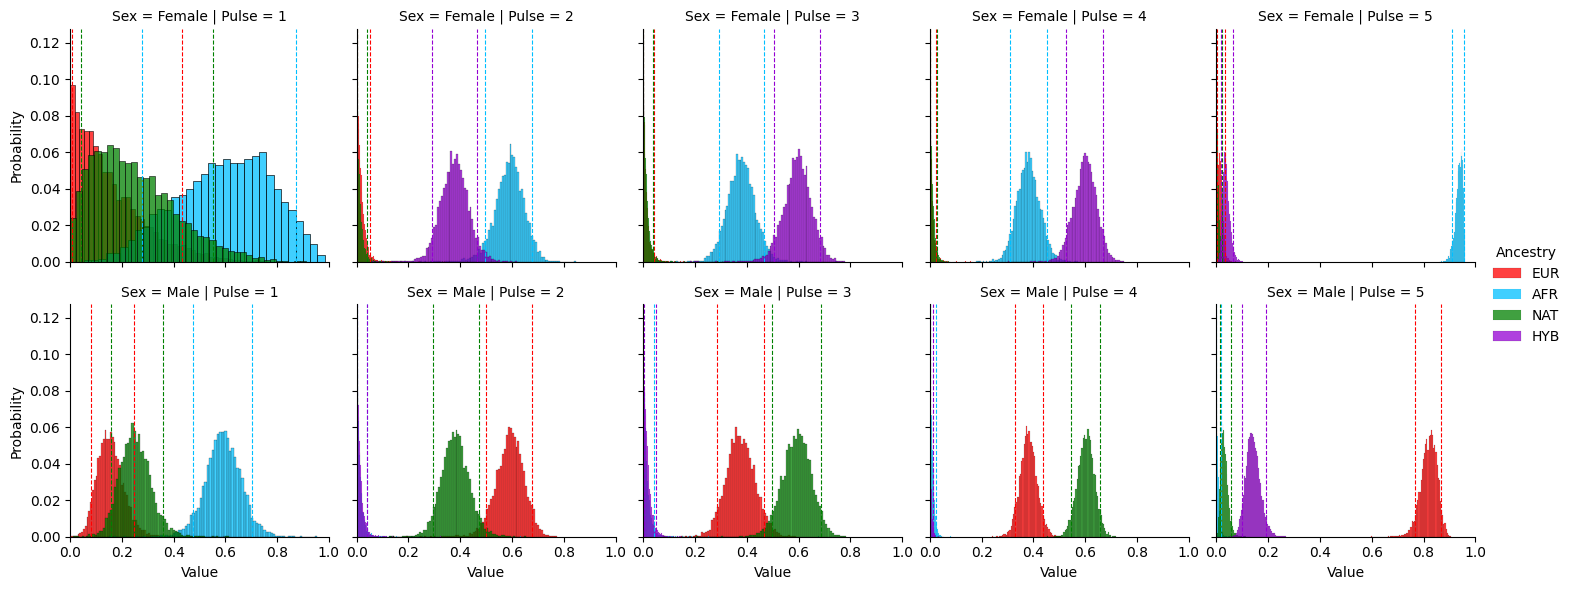 Sex = Female | Pulse = 1
Sex = Female | Pulse = 2
Sex = Female | Pulse = 3
Sex = Female | Pulse = 4
Sex = Female | Pulse = 5
0.12
0.10
0.08
0.06
0.04
0.02
0.00
Probability
Ancestry
EUR
AFR
NAT
HYB
Sex = Male | Pulse = 1
Sex = Male | Pulse = 2
Sex = Male | Pulse = 3
Sex = Male | Pulse = 4
Sex = Male | Pulse = 5
0.12
0.10
0.08
0.06
0.04
0.02
0.00
Probability
0.0 0.2 0.4 0.6 0.8 1.0
0.0 0.2 0.4 0.6 0.8 1.0
0.0 0.2 0.4 0.6 0.8 1.0
0.0 0.2 0.4 0.6 0.8 1.0
0.0 0.2 0.4 0.6 0.8 1.0
Value
Value
Value
Value
Value